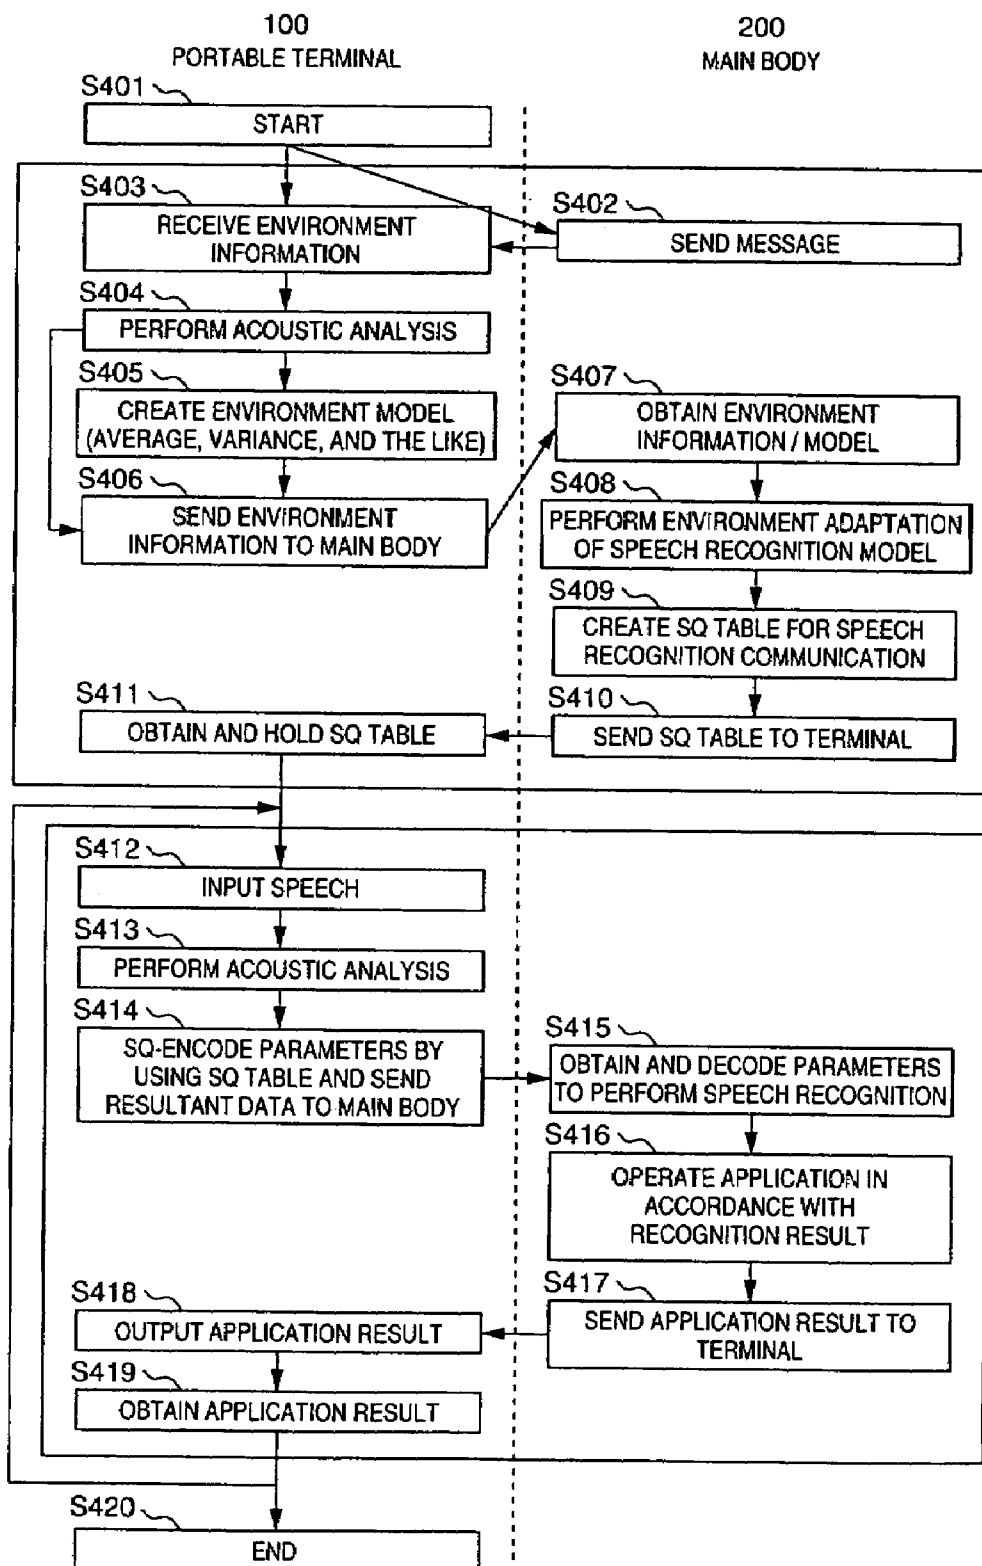 100
PORTABLE TERMINAL
200
MAIN BODY
S401
START
S403
RECEIVE ENVIRONMENT
INFORMATION
S402
SEND MESSAGE
S404
PERFORM ACOUSTIC ANALYSIS
S405
CREATE ENVIRONMENT MODEL
(AVERAGE, VARIANCE, AND THE LIKE)
S406
SEND ENVIRONMENT
INFORMATION TO MAIN BODY
S407
OBTAIN ENVIRONMENT
INFORMATION / MODEL
S408
PERFORM ENVIRONMENT ADAPTATION
OF SPEECH RECOGNITION MODEL
S409
CREATE SQ TABLE FOR SPEECH
RECOGNITION COMMUNICATION
S411
OBTAIN AND HOLD SQ TABLE
S410
SEND SQ TABLE TO TERMINAL
S412
INPUT SPEECH
S413
PERFORM ACOUSTIC ANALYSIS
S414
SQ-ENCODE PARAMETERS BY
USING SQ TABLE AND SEND
RESULTANT DATA TO MAIN BODY
S415
OBTAIN AND DECODE PARAMETERS
TO PERFORM SPEECH RECOGNITION
S416
OPERATE APPLICATION IN
ACCORDANCE WITH
RECOGNITION RESULT
S418
OUTPUT APPLICATION RESULT
S417
SEND APPLICATION RESULT TO
TERMINAL
S419
OBTAIN APPLICATION RESULT
S420
END